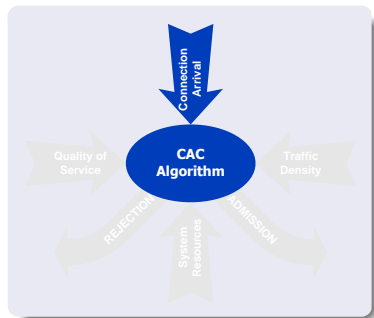 Connection
Arrival
CAC
Algorithm
Quality of
Service
Traffic
Density
REJECTION
ADMISSION
System
Resources